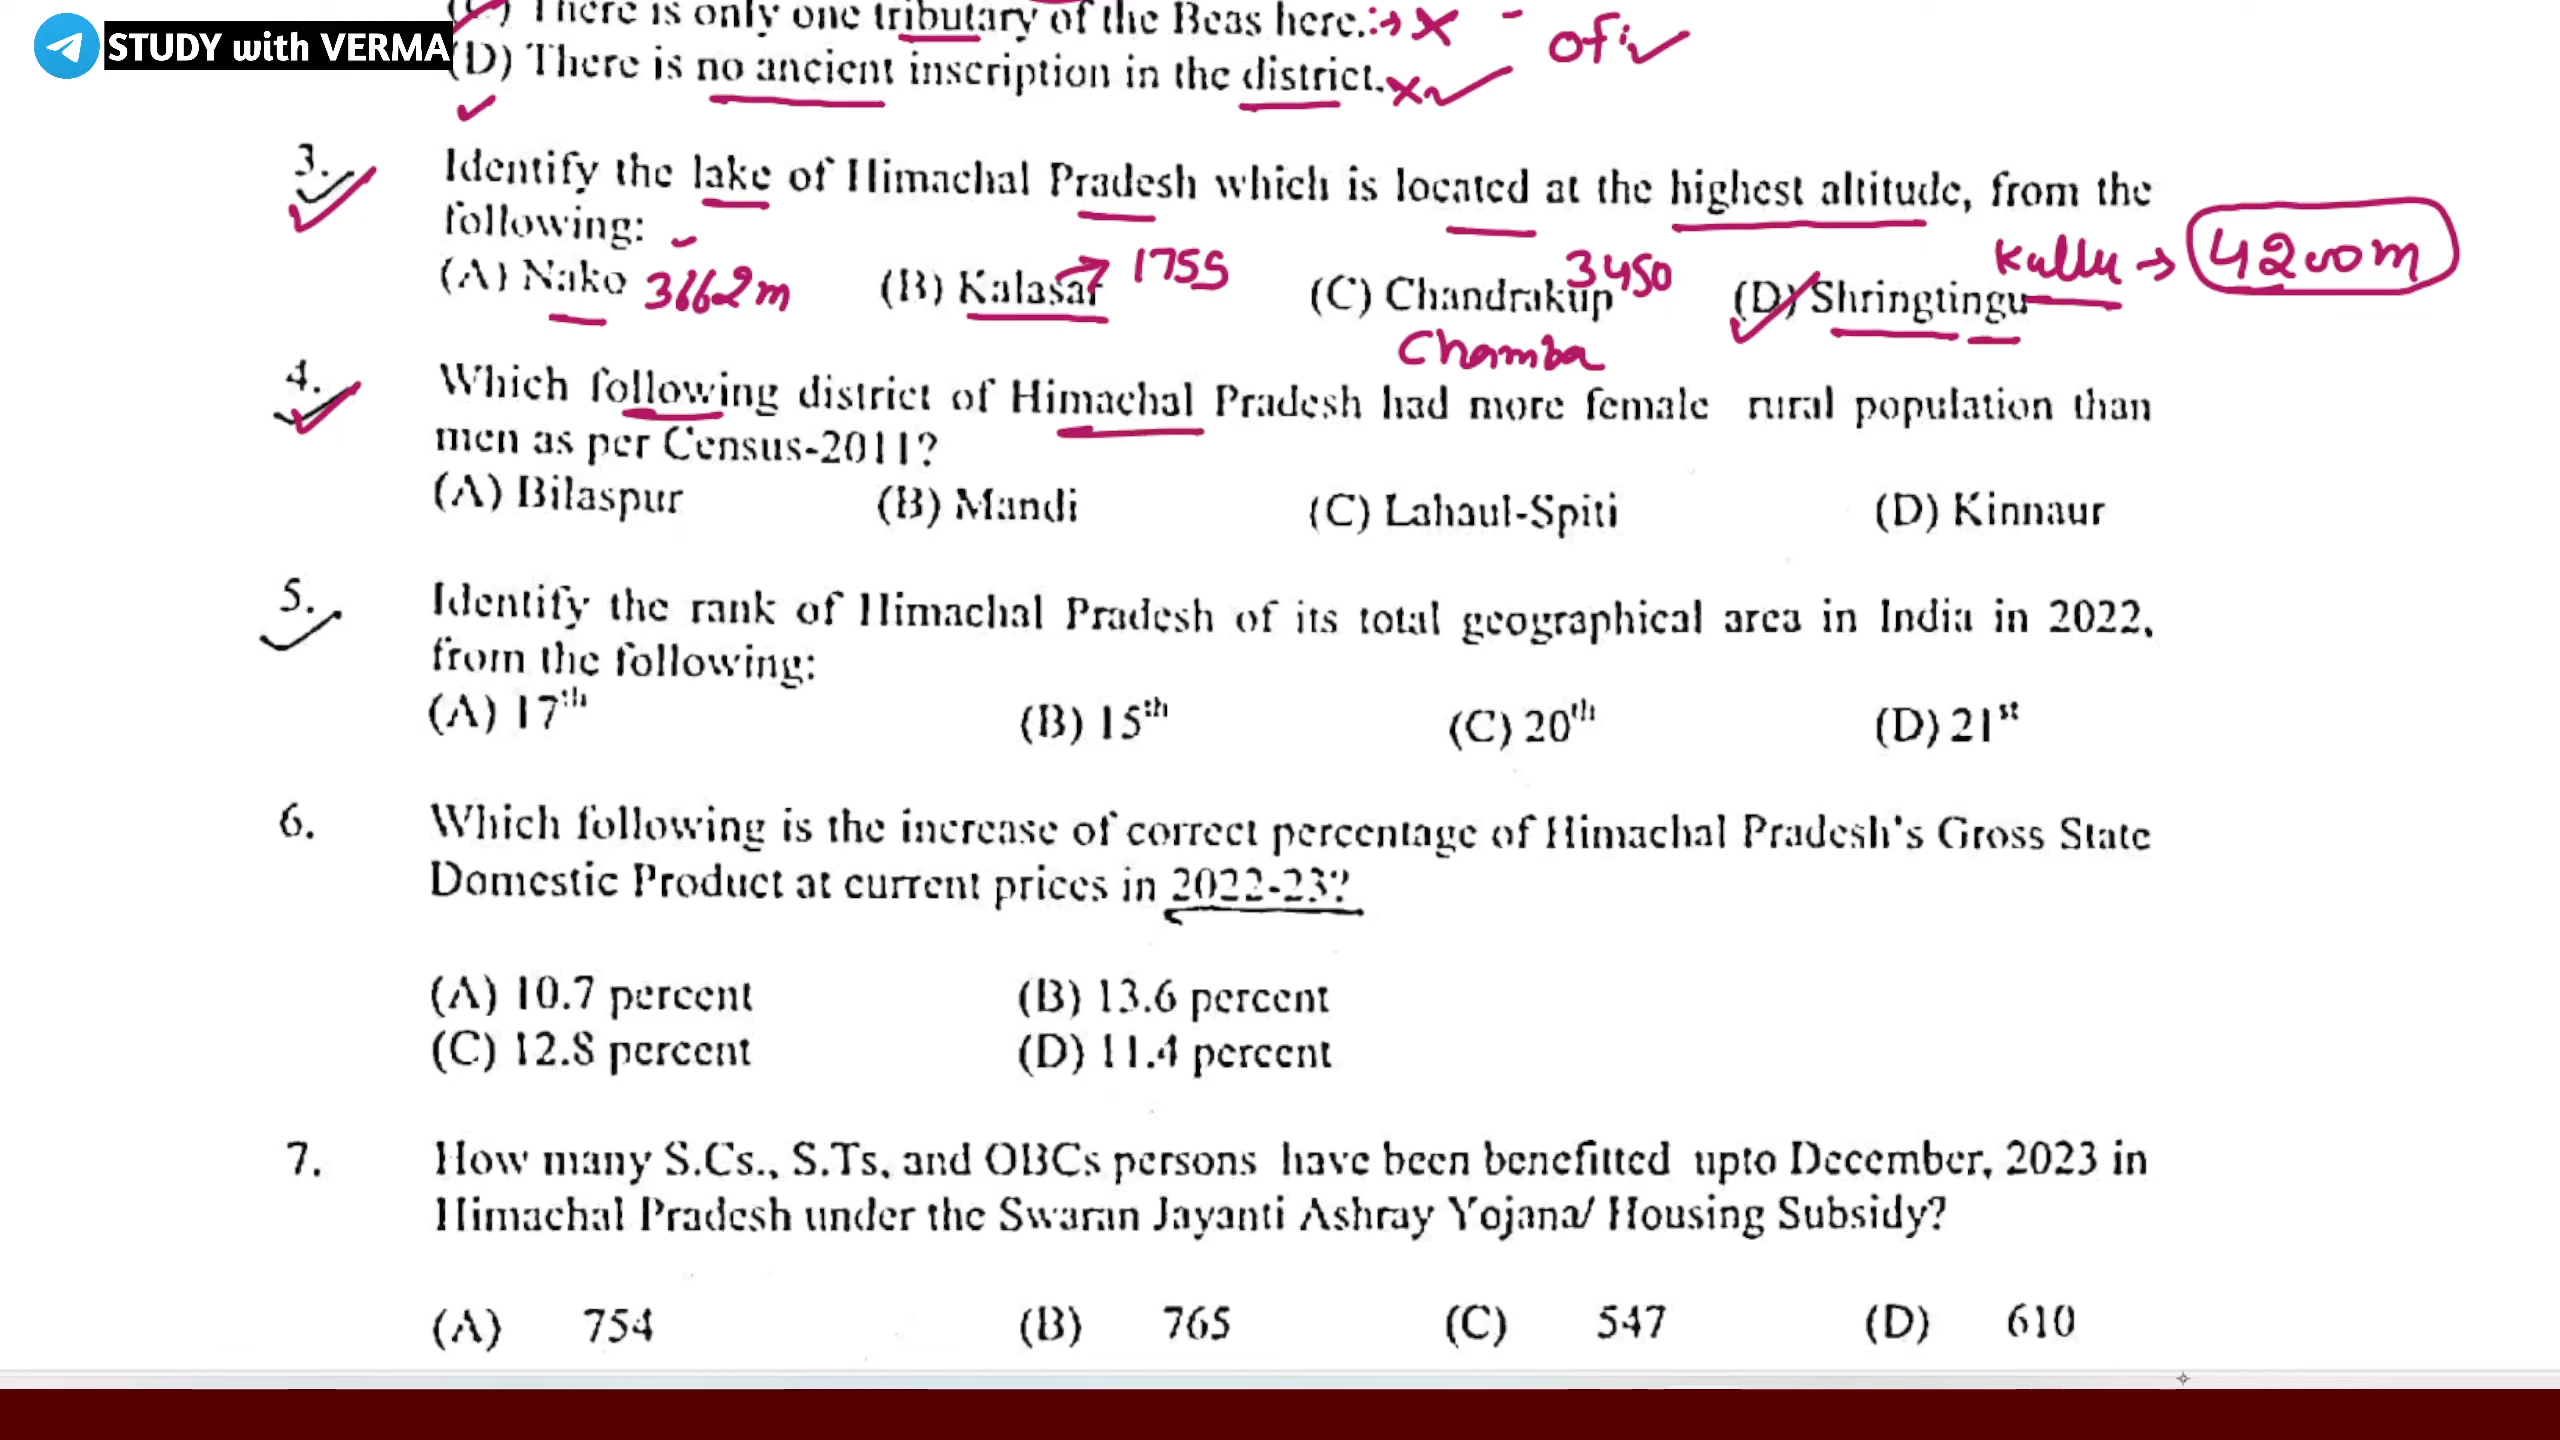 STUDY with VERMA
(C) There is only one tributary of the Beas here. :→ × -
(D) There is no ancient inscription in the district. ×
3. Identify the lake of Himachal Pradesh which is located at the highest altitude, from the
following:
(A) Nako 3662m (B) Kalasar → 1755 (C) Chandrakup 3450 (D) Shringtingu Kullu → 4200m
Chamba
4. Which following district of Himachal Pradesh had more female rural population than
men as per Census-2011?
(A) Bilaspur (B) Mandi (C) Lahaul-Spiti (D) Kinnaur
5. Identify the rank of Himachal Pradesh of its total geographical area in India in 2022,
from the following:
(A) 17th (B) 15th (C) 20th (D) 21st
6. Which following is the increase of correct percentage of Himachal Pradesh's Gross State
Domestic Product at current prices in 2022-23?
(A) 10.7 percent (B) 13.6 percent
(C) 12.8 percent (D) 11.4 percent
7. How many S.Cs., S.Ts, and OBCs persons have been benefitted upto December, 2023 in
Himachal Pradesh under the Swaran Jayanti Ashray Yojana/ Housing Subsidy?
(A) 754 (B) 765 (C) 547 (D) 610